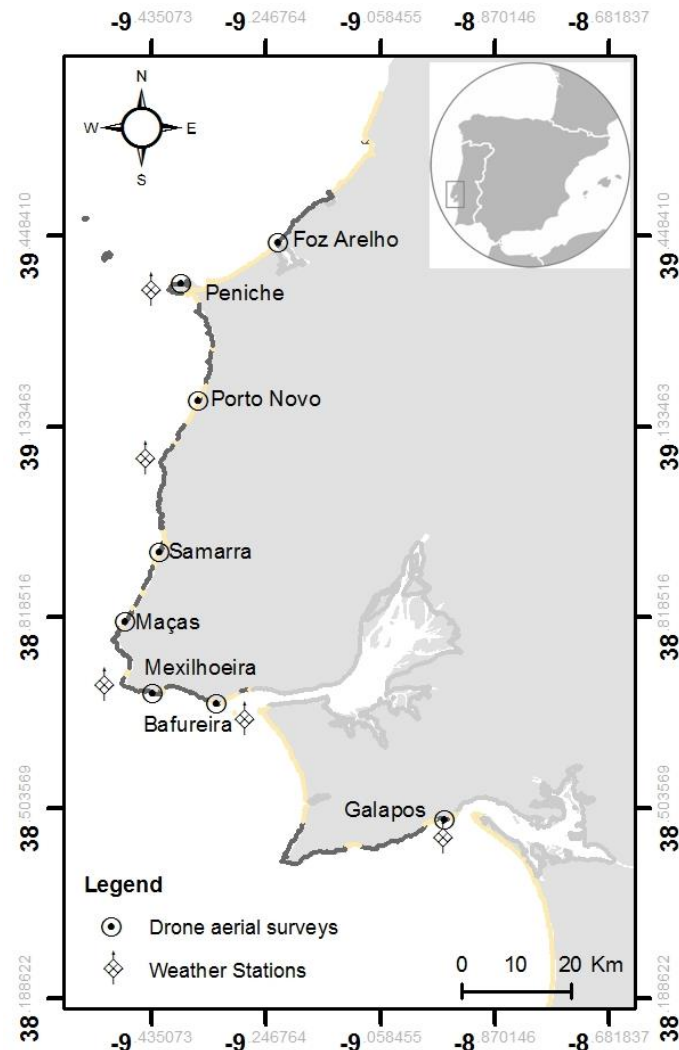 -9.435073 -9.246764 -9.058455 -8.870146 -8.681837
N
W E
S
39.448410 39.448410
Foz Arelho
Peniche
Porto Novo
39.133463 39.133463
Samarra
38.818516 38.818516
Maças
Mexilhoeira
Bafureira
38.503569 38.503569
Galapos
Legend
Drone aerial surveys
Weather Stations
0 10 20 Km
38.188622 38.188622
-9.435073 -9.246764 -9.058455 -8.870146 -8.681837